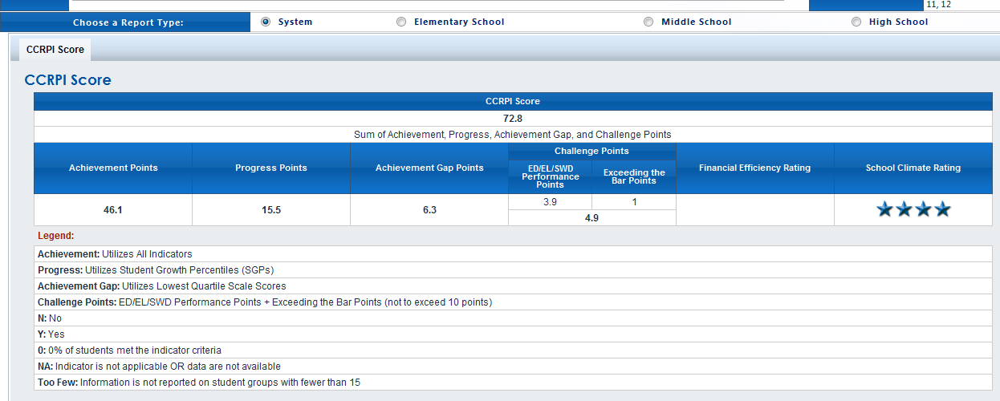 11, 12
Choose a Report Type: System Elementary School Middle School High School
CCRPI Score
CCRPI Score
CCRPI Score
72.8
Sum of Achievement, Progress, Achievement Gap, and Challenge Points
Achievement Points Progress Points Achievement Gap Points Challenge Points Financial Efficiency Rating School Climate Rating
ED/EL/SWD
Performance
Points
Exceeding the
Bar Points
46.1 15.5 6.3 3.9 1
4.9
Legend:
Achievement: Utilizes All Indicators
Progress: Utilizes Student Growth Percentiles (SGPs)
Achievement Gap: Utilizes Lowest Quartile Scale Scores
Challenge Points: ED/EL/SWD Performance Points + Exceeding the Bar Points (not to exceed 10 points)
N: No
Y: Yes
0: 0% of students met the indicator criteria
NA: Indicator is not applicable OR data are not available
Too Few: Information is not reported on student groups with fewer than 15